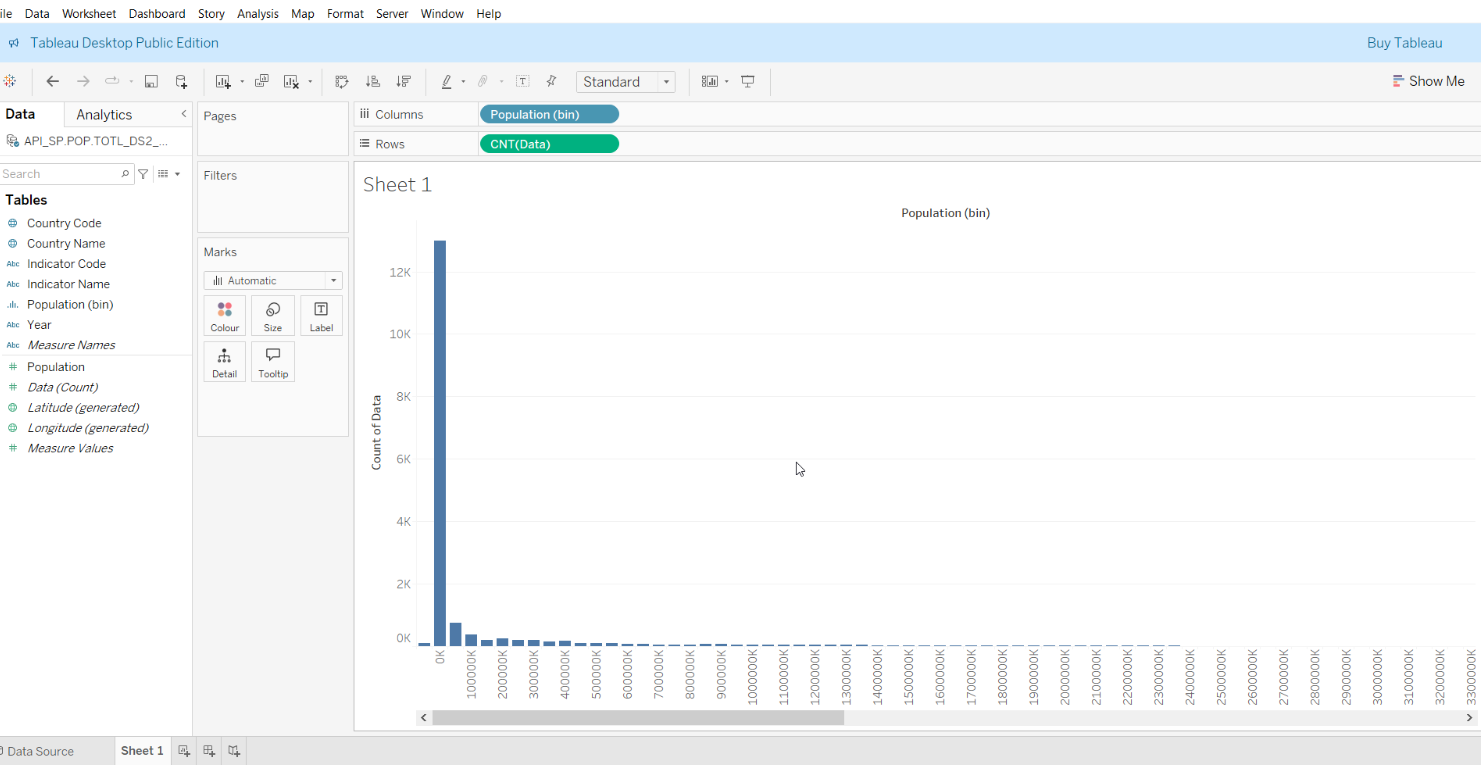 ile Data Worksheet Dashboard Story Analysis Map Format Server Window Help
Tableau Desktop Public Edition Buy Tableau
Standard Show Me
Data Analytics
API_SP.POP.TOTL_DS2_...
Search
Tables
Country Code
Country Name
Abc Indicator Code
Abc Indicator Name
Population (bin)
Abc Year
Abc Measure Names
# Population
# Data (Count)
Latitude (generated)
Longitude (generated)
# Measure Values
Pages
Filters
Marks
Automatic
Colour Size Label
Detail Tooltip
Columns Population (bin)
Rows CNT(Data)
Sheet 1
Population (bin)
Count of Data
12K
10K
8K
6K
4K
2K
0K
0K
100000K
200000K
300000K
400000K
500000K
600000K
700000K
800000K
900000K
1000000K
1100000K
1200000K
1300000K
1400000K
1500000K
1600000K
1700000K
1800000K
1900000K
2000000K
2100000K
2200000K
2300000K
2400000K
2500000K
2600000K
2700000K
2800000K
2900000K
3000000K
3100000K
3200000K
3300000K
Data Source Sheet 1